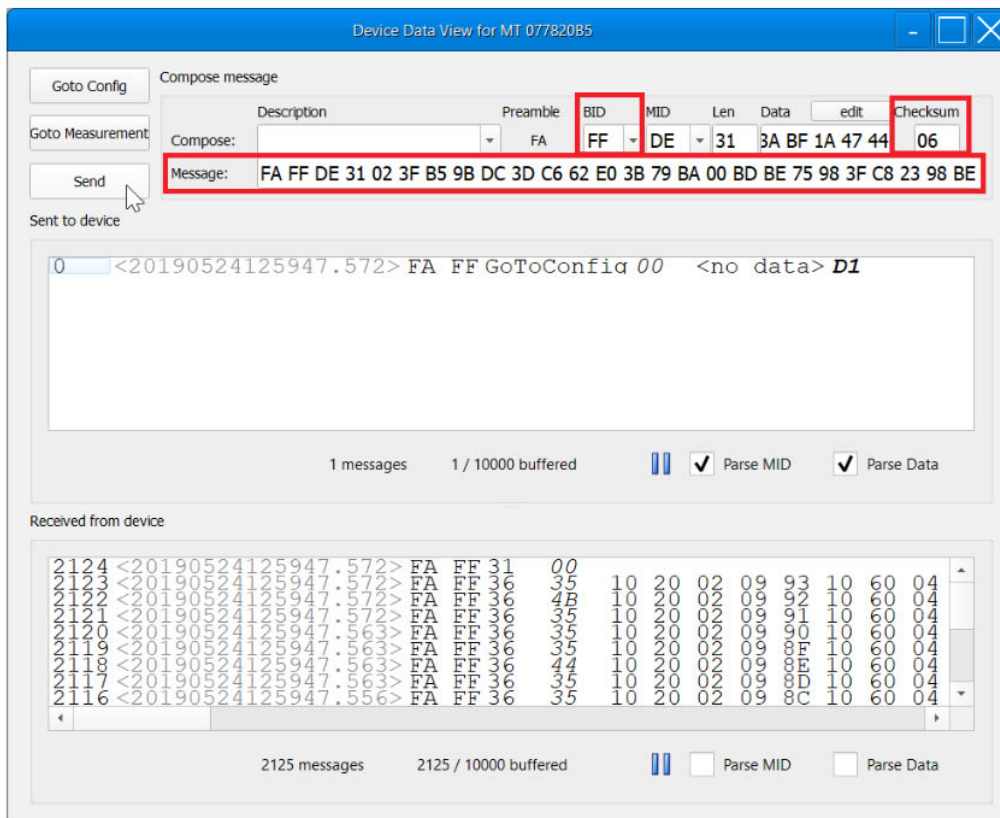 Device Data View for MT 077820B5
Goto Config
Compose message
Description Preamble BID MID Len Data edit Checksum
Goto Measurement
Compose: FA FF DE 31 3A BF 1A 47 44 06
Send
Message: FA FF DE 31 02 3F B5 9B DC 3D C6 62 E0 3B 79 BA 00 BD BE 75 98 3F C8 23 98 BE
Sent to device
0 <20190524125947.572> FA FF GoToConfig 00 <no data> D1
1 messages 1 / 10000 buffered Parse MID Parse Data
Received from device
2124 <20190524125947.572> FA FF 31 00
2123 <20190524125947.572> FA FF 36 35 10 20 02 09 93 10 60 04
2122 <20190524125947.572> FA FF 36 4B 10 20 02 09 92 10 60 04
2121 <20190524125947.572> FA FF 36 35 10 20 02 09 91 10 60 04
2120 <20190524125947.563> FA FF 36 35 10 20 02 09 90 10 60 04
2119 <20190524125947.563> FA FF 36 35 10 20 02 09 8F 10 60 04
2118 <20190524125947.563> FA FF 36 44 10 20 02 09 8E 10 60 04
2117 <20190524125947.563> FA FF 36 35 10 20 02 09 8D 10 60 04
2116 <20190524125947.556> FA FF 36 35 10 20 02 09 8C 10 60 04
2125 messages 2125 / 10000 buffered Parse MID Parse Data